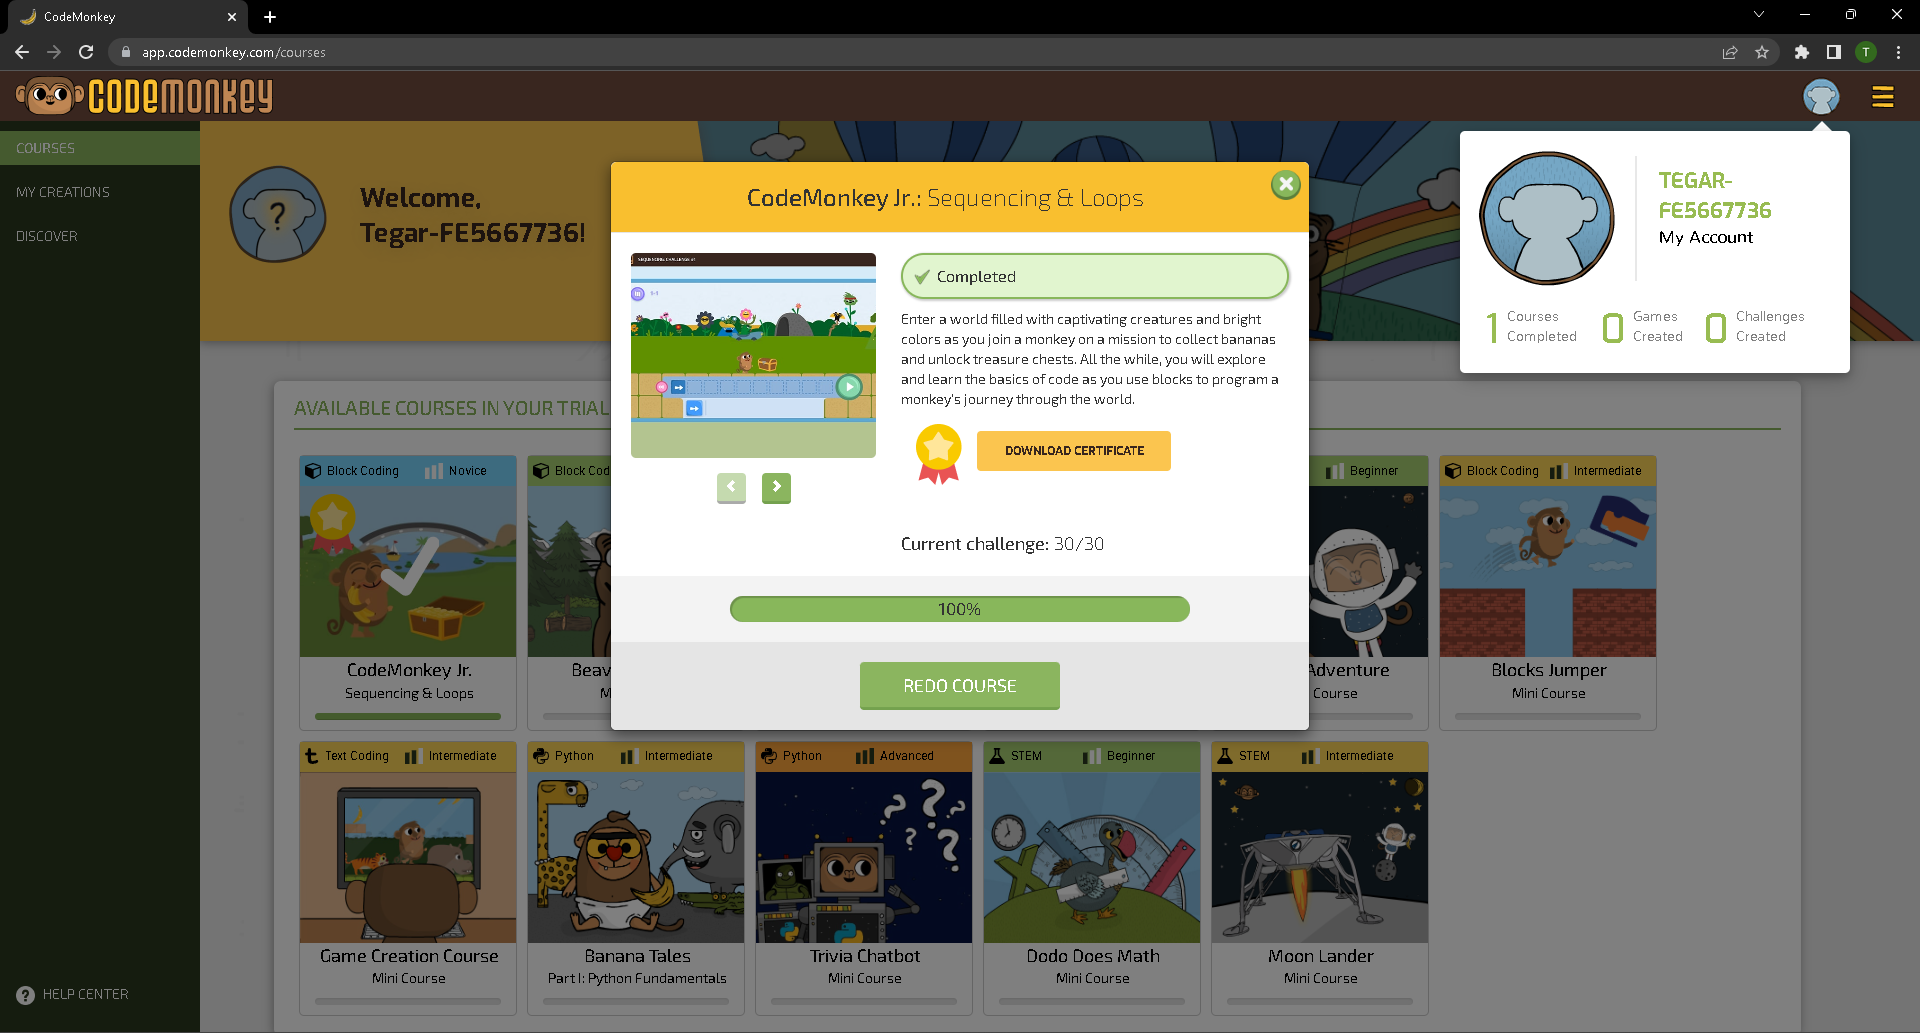 CodeMonkey
app.codemonkey.com/courses
T
CODEMONKEY
COURSES
MY CREATIONS
DISCOVER
HELP CENTER
?
Welcome,
Tegar-FE5667736!
TEGAR-
FE5667736
My Account
1 Courses Completed
0 Games Created
0 Challenges Created
CodeMonkey Jr.: Sequencing & Loops
Completed
Enter a world filled with captivating creatures and bright
colors as you join a monkey on a mission to collect bananas
and unlock treasure chests. All the while, you will explore
and learn the basics of code as you use blocks to program a
monkey's journey through the world.
DOWNLOAD CERTIFICATE
Current challenge: 30/30
100%
REDO COURSE
AVAILABLE COURSES IN YOUR TRIAL
Block Coding Novice
CodeMonkey Jr.
Sequencing & Loops
Block Cod
Beav
M
Beginner
Adventure
Course
Block Coding Intermediate
Blocks Jumper
Mini Course
Text Coding Intermediate
Game Creation Course
Mini Course
Python Intermediate
Banana Tales
Part I: Python Fundamentals
Python Advanced
? ? ? ? ?
Trivia Chatbot
Mini Course
STEM Beginner
Dodo Does Math
Mini Course
STEM Intermediate
Moon Lander
Mini Course